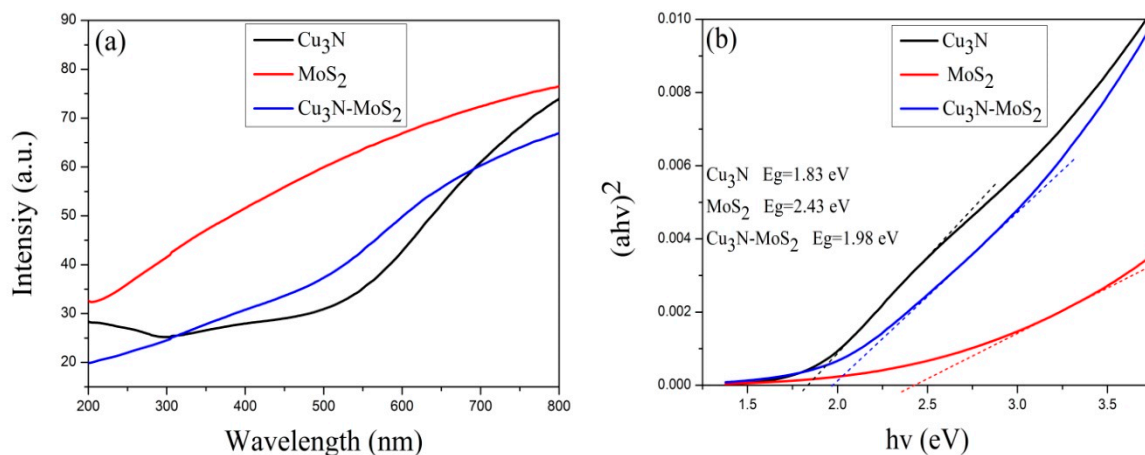 (a)
Cu3N
MoS2
Cu3N-MoS2
Intensiy (a.u.)
90
80
70
60
50
40
30
20
200 300 400 500 600 700 800
Wavelength (nm)
(b)
Cu3N
MoS2
Cu3N-MoS2
Cu3N Eg=1.83 eV
MoS2 Eg=2.43 eV
Cu3N-MoS2 Eg=1.98 eV
(ahv)2
0.010
0.008
0.006
0.004
0.002
0.000
1.5 2.0 2.5 3.0 3.5
hv (eV)